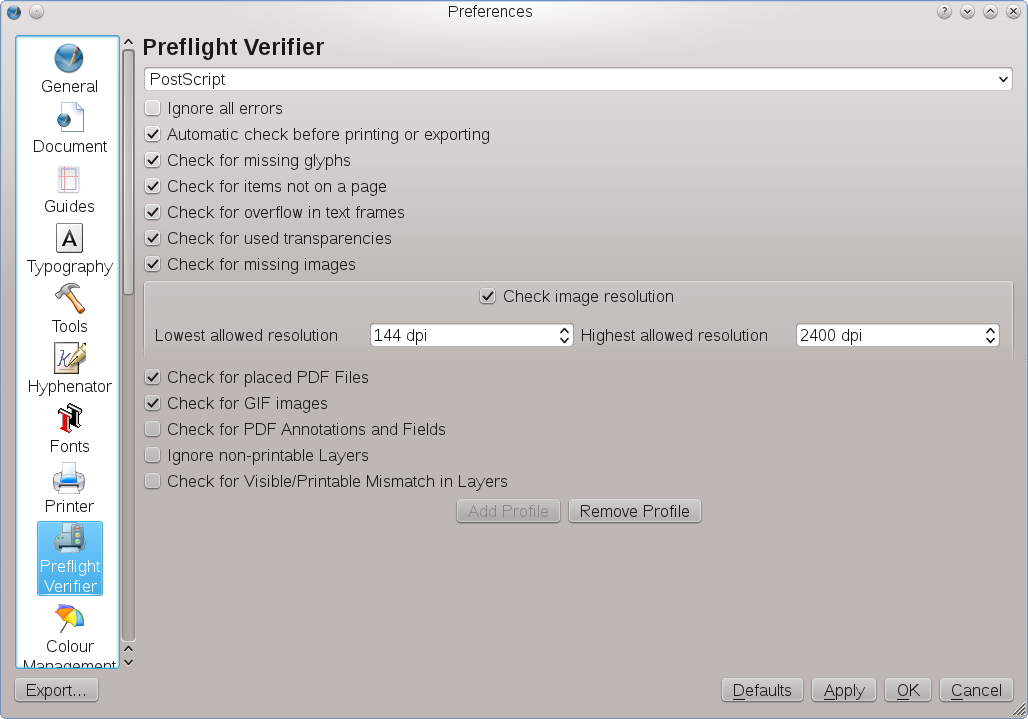 Preferences
General
Document
Guides
Typography
Tools
Hyphenator
Fonts
Printer
Preflight
Verifier
Colour
Management
Preflight Verifier
PostScript
Ignore all errors
Automatic check before printing or exporting
Check for missing glyphs
Check for items not on a page
Check for overflow in text frames
Check for used transparencies
Check for missing images
Check image resolution
Lowest allowed resolution 144 dpi Highest allowed resolution 2400 dpi
Check for placed PDF Files
Check for GIF images
Check for PDF Annotations and Fields
Ignore non-printable Layers
Check for Visible/Printable Mismatch in Layers
Add Profile Remove Profile
Export... Defaults Apply OK Cancel